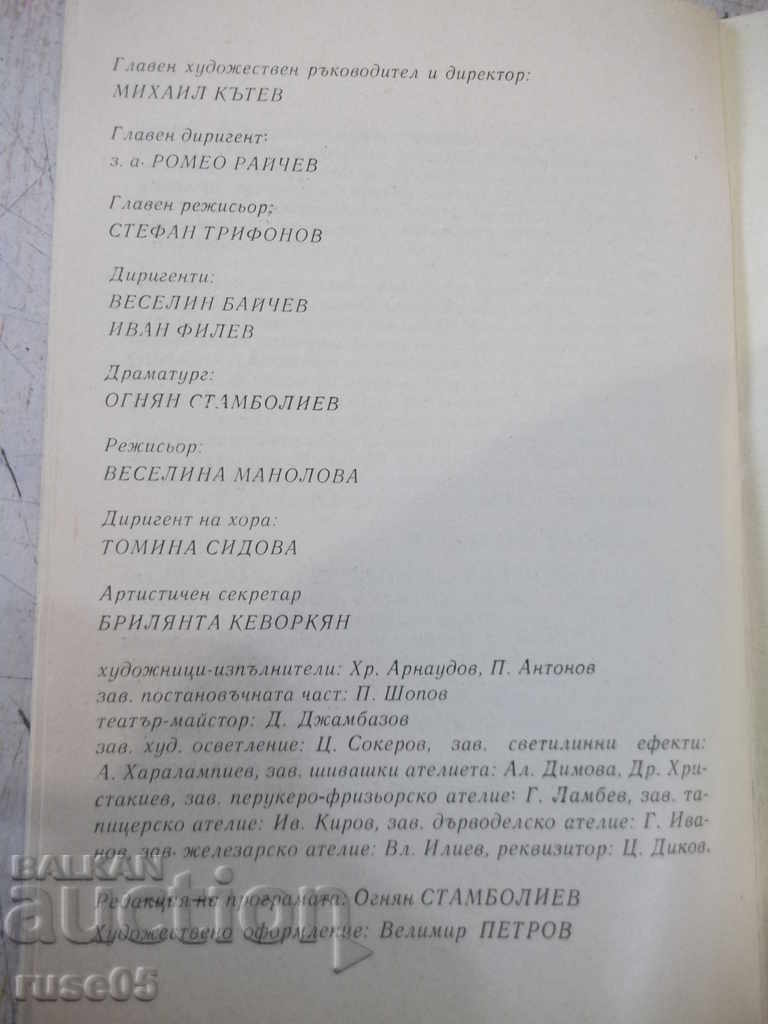 Главен художествен ръководител и директор:
МИХАИЛ КЪТЕВ
Главен диригент:
з. а. РОМЕО РАЙЧЕВ
Главен режисьор;
СТЕФАН ТРИФОНОВ
Диригенти:
ВЕСЕЛИН БАЙЧЕВ
ИВАН ФИЛЕВ
Драматург:
ОГНЯН СТАМБОЛИЕВ
Режисьор:
ВЕСЕЛИНА МАНОЛОВА
Диригент на хора:
ТОМИНА СИДОВА
Артистичен секретар
БРИЛЯНТА КЕВОРКЯН
художници-изпълнители: Хр. Арнаудов, П. Антонов
зав. постановъчната част: П. Шопов
театър-майстор: Д. Джамбазов
зав. худ. осветление: Ц. Сокеров, зав. светилинни ефекти:
А. Харалампиев, зав. шивашки ателиета: Ал. Димова, Др. Хри-
стакиев, зав. перукеро-фризьорско ателие: Г. Ламбев, зав. та-
пицерско ателие: Ив. Киров, зав. дърводелско ателие: Г. Ива-
нов, зав. железарско ателие: Вл. Илиев, реквизитор: Ц. Диков.
Редакция на програмата: Огнян СТАМБОЛИЕВ
Художествено оформление: Велимир ПЕТРОВ
BALKAN
auction
ruse05